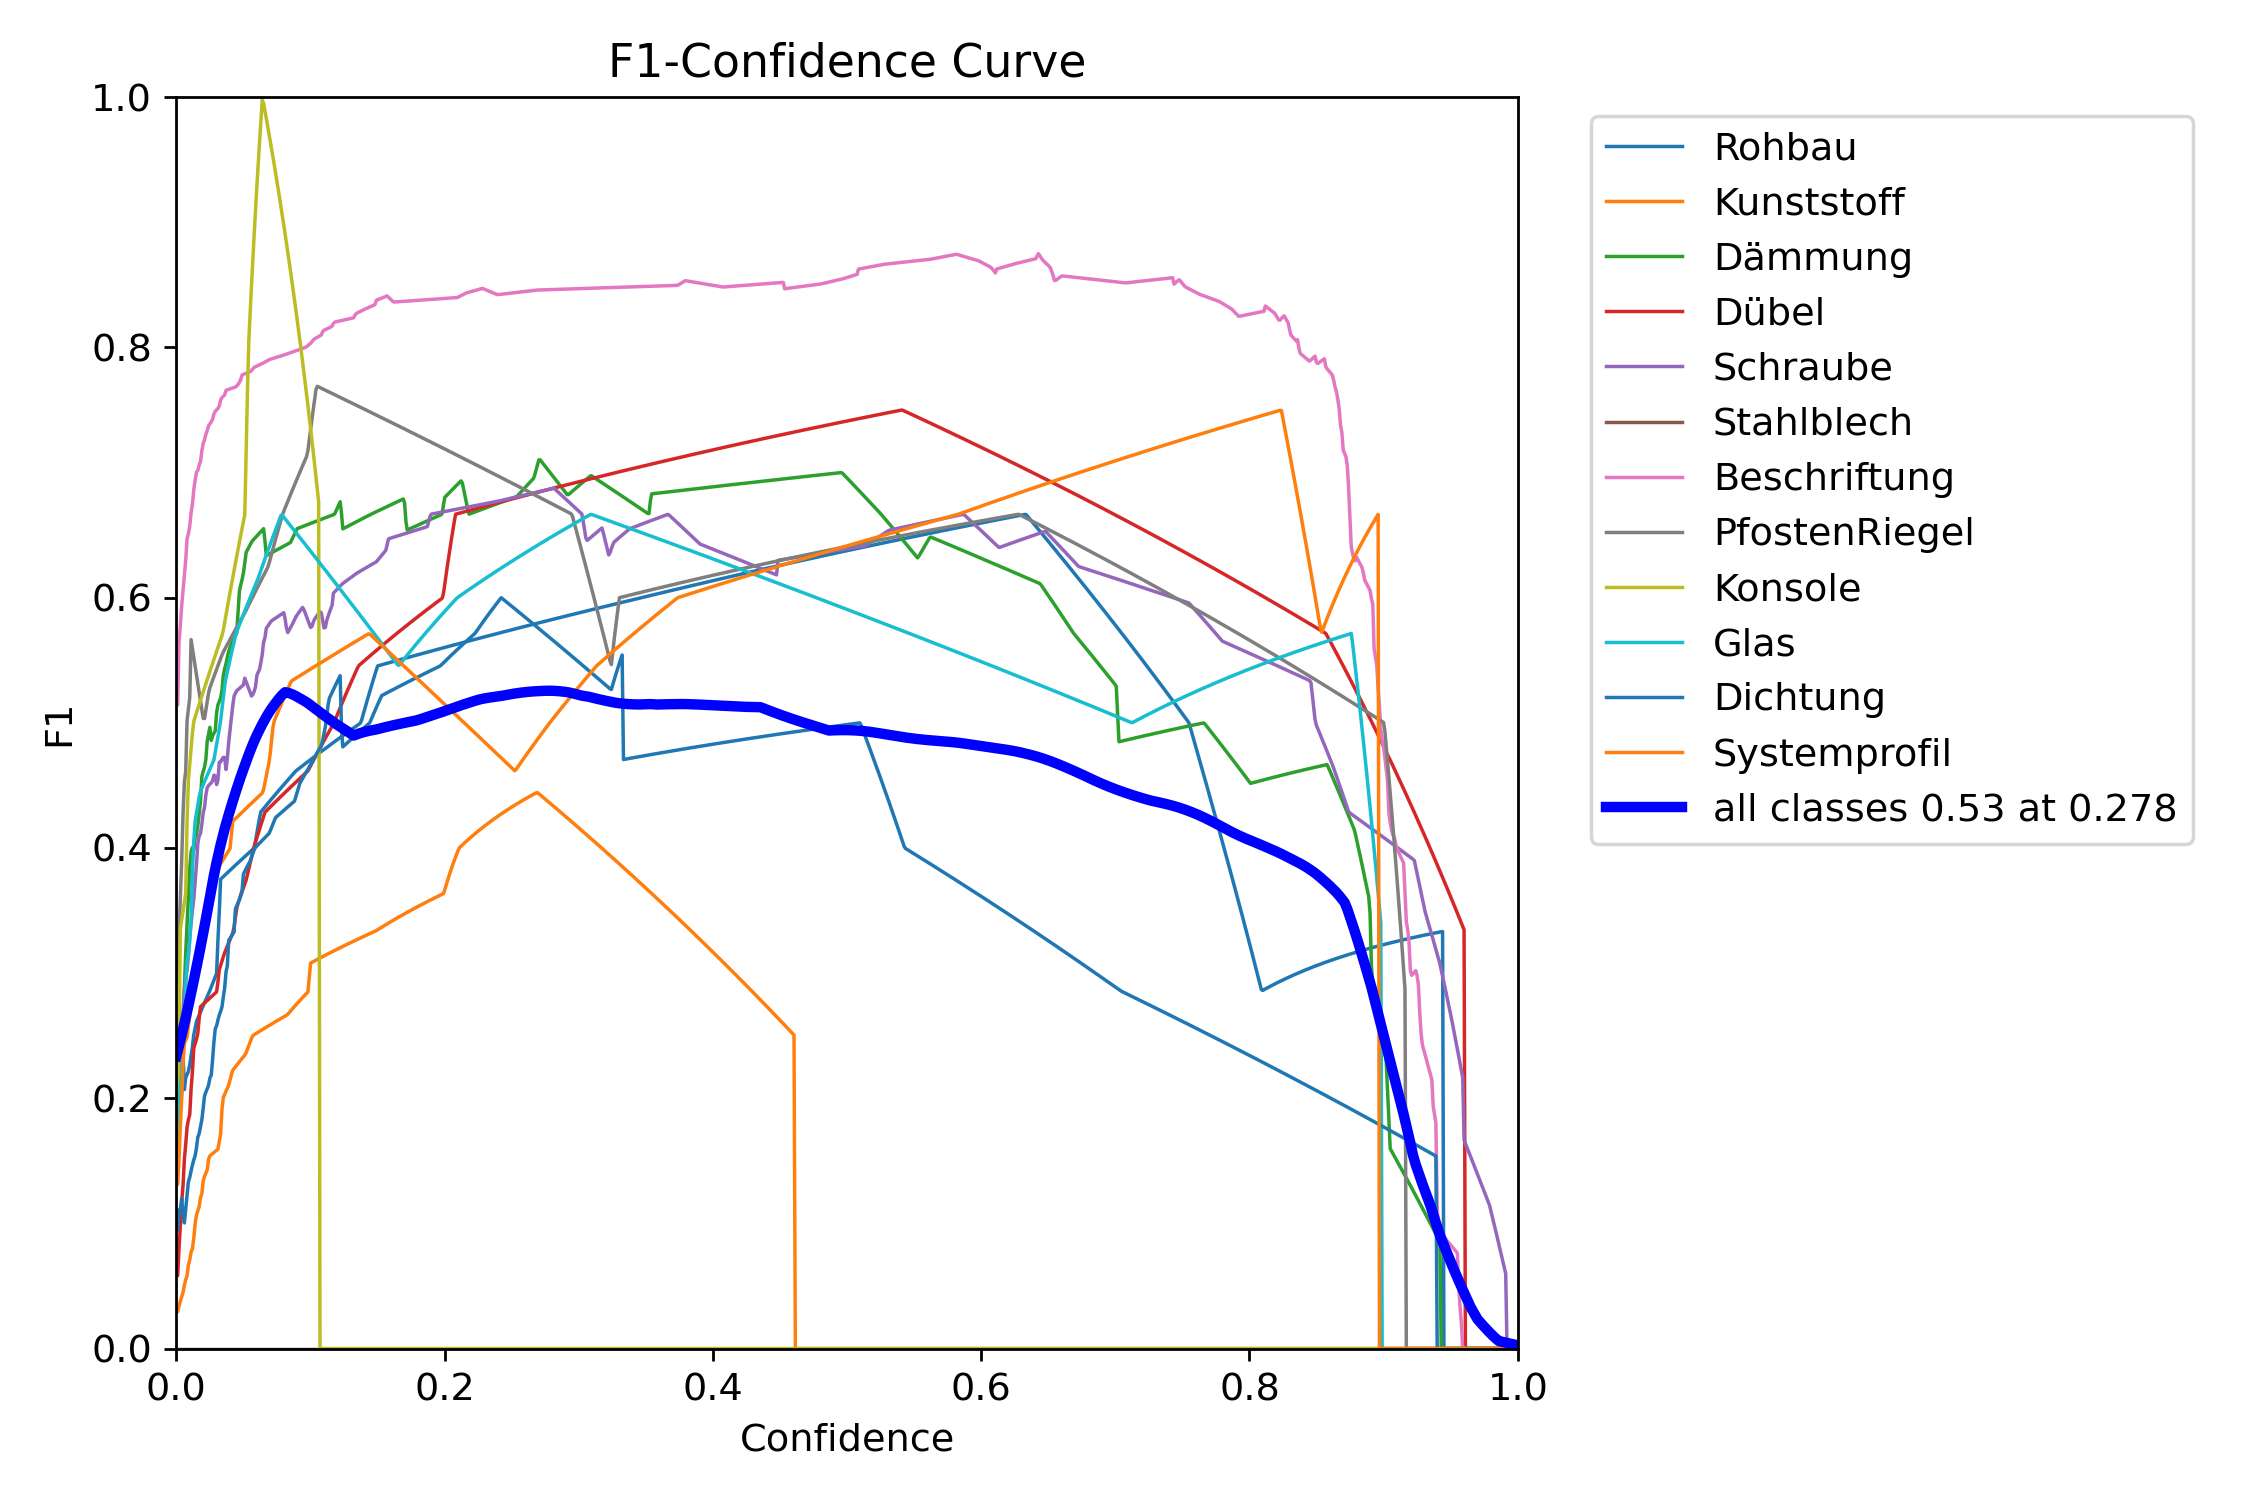 F1-Confidence Curve
F1
1.0
0.8
0.6
0.4
0.2
0.0
0.0 0.2 0.4 0.6 0.8 1.0
Confidence
Rohbau
Kunststoff
Dämmung
Dübel
Schraube
Stahlblech
Beschriftung
PfostenRiegel
Konsole
Glas
Dichtung
Systemprofil
all classes 0.53 at 0.278